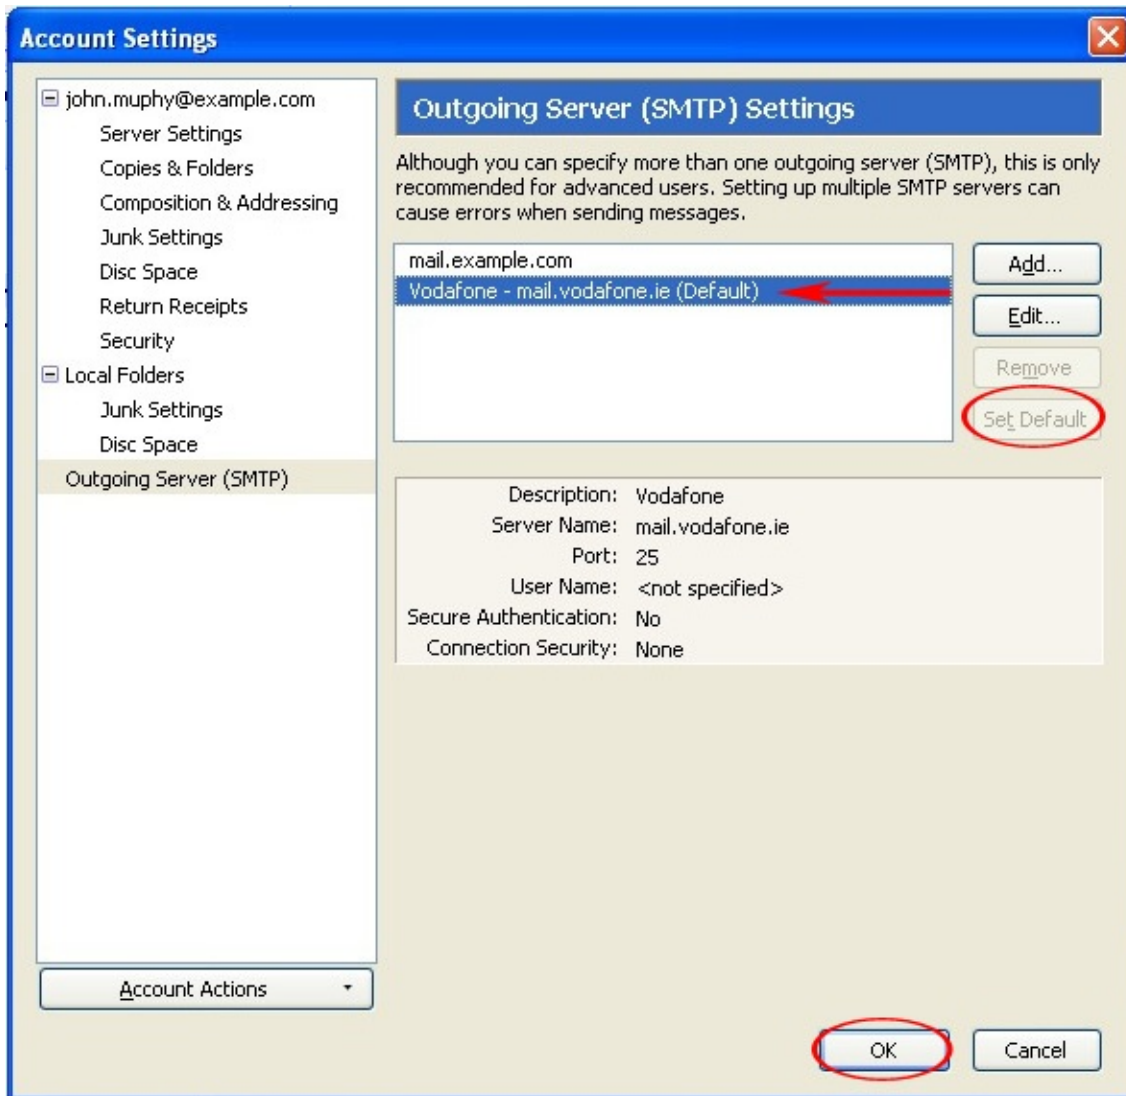 Account Settings
john.muphy@example.com
Server Settings
Copies & Folders
Composition & Addressing
Junk Settings
Disc Space
Return Receipts
Security
Local Folders
Junk Settings
Disc Space
Outgoing Server (SMTP)
Account Actions
Outgoing Server (SMTP) Settings
Although you can specify more than one outgoing server (SMTP), this is only
recommended for advanced users. Setting up multiple SMTP servers can
cause errors when sending messages.
mail.example.com
Vodafone - mail.vodafone.ie (Default)
Add...
Edit...
Remove
Set Default
Description: Vodafone
Server Name: mail.vodafone.ie
Port: 25
User Name: <not specified>
Secure Authentication: No
Connection Security: None
OK
Cancel